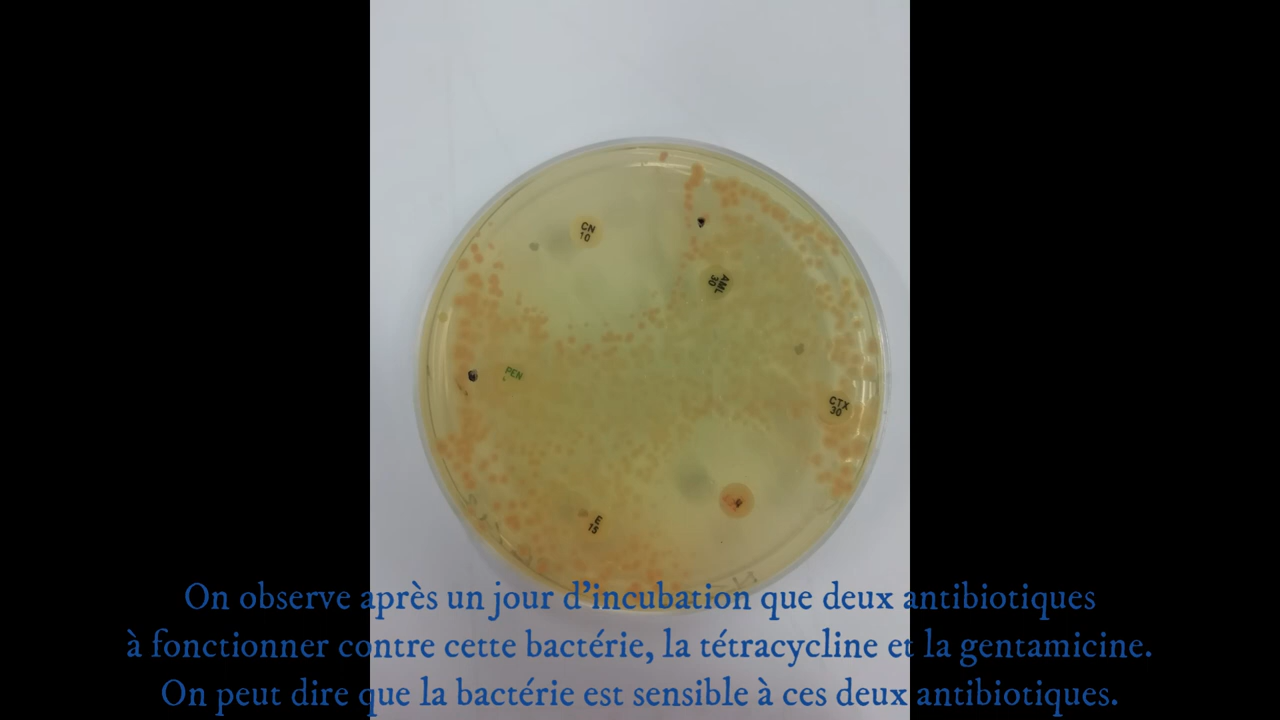 CN
10
AML
30
PEN
CTX
30
E
15
On observe après un jour d'incubation que deux antibiotiques
à fonctionner contre cette bactérie, la tétracycline et la gentamicine.
On peut dire que la bactérie est sensible à ces deux antibiotiques.